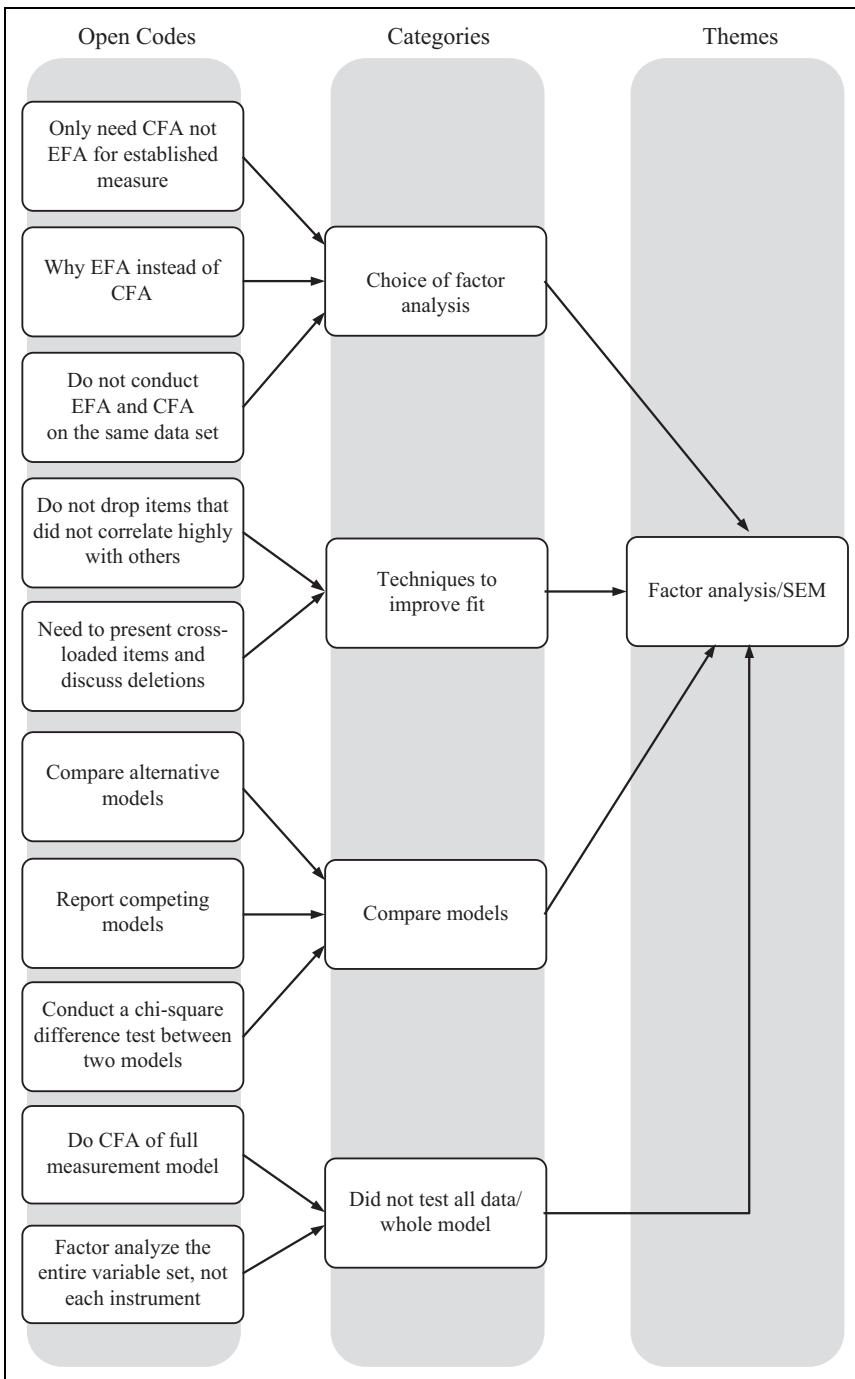 Open Codes
Categories
Themes
Only need CFA not
EFA for established
measure
Why EFA instead of
CFA
Do not conduct
EFA and CFA
on the same data set
Do not drop items that
did not correlate highly
with others
Need to present cross-
loaded items and
discuss deletions
Compare alternative
models
Report competing
models
Conduct a chi-square
difference test between
two models
Do CFA of full
measurement model
Factor analyze the
entire variable set, not
each instrument
Choice of factor
analysis
Techniques to
improve fit
Compare models
Did not test all data/
whole model
Factor analysis/SEM